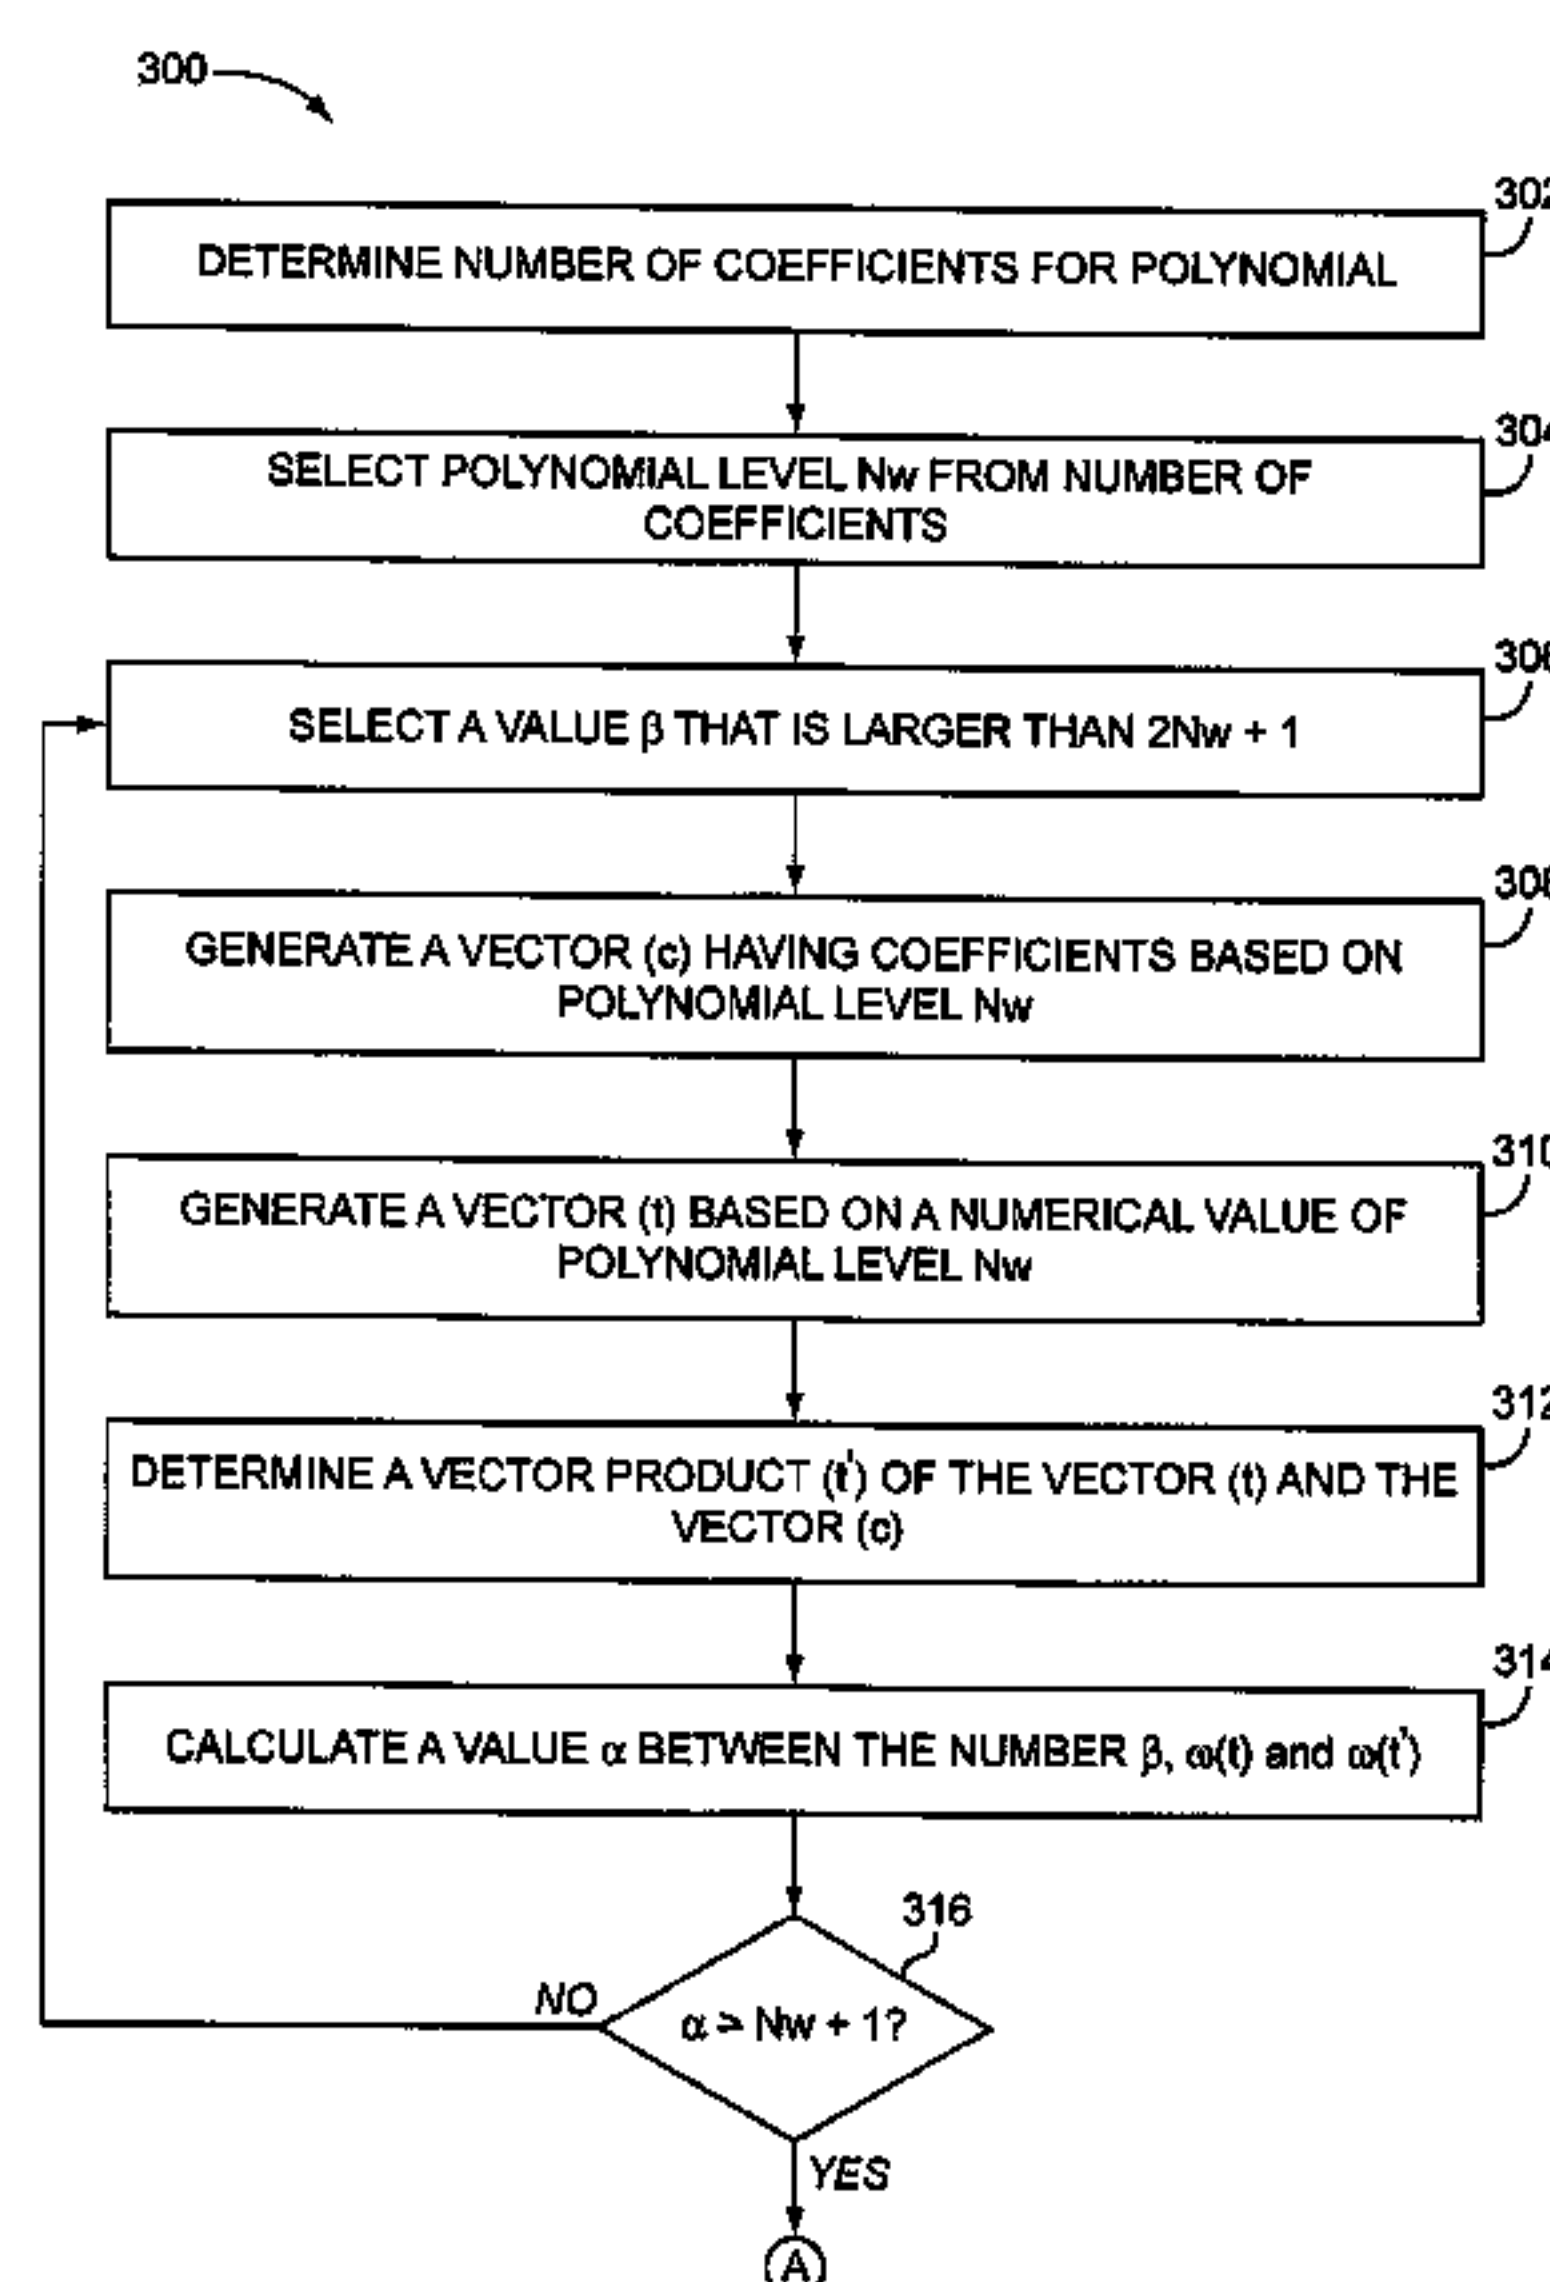 300
302
DETERMINE NUMBER OF COEFFICIENTS FOR POLYNOMIAL
304
SELECT POLYNOMIAL LEVEL Nw FROM NUMBER OF
COEFFICIENTS
306
SELECT A VALUE β THAT IS LARGER THAN 2Nw + 1
308
GENERATE A VECTOR (c) HAVING COEFFICIENTS BASED ON
POLYNOMIAL LEVEL Nw
310
GENERATE A VECTOR (t) BASED ON A NUMERICAL VALUE OF
POLYNOMIAL LEVEL Nw
312
DETERMINE A VECTOR PRODUCT (t') OF THE VECTOR (t) AND THE
VECTOR (c)
314
CALCULATE A VALUE α BETWEEN THE NUMBER β, ω(t) and ω(t')
316
NO
α > Nw + 1?
YES
A